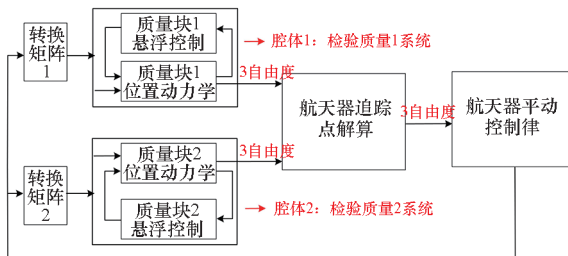 转换
矩阵
1
质量块1
悬浮控制
质量块1
位置动力学
腔体1：检验质量1系统
3自由度
航天器追踪
点解算
3自由度
航天器平动
控制律
转换
矩阵
2
质量块2
位置动力学
3自由度
质量块2
悬浮控制
腔体2：检验质量2系统